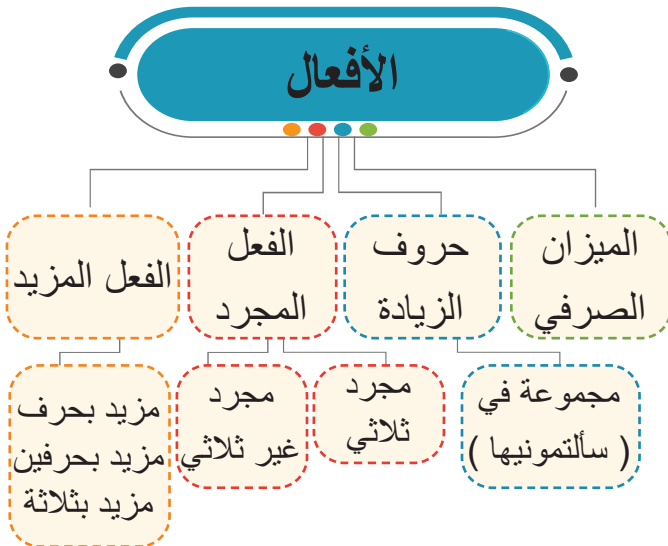 الأفعال
الميزان
الصرفي
حروف
الزيادة
الفعل
المجرد
الفعل المزيد
مجموعة في
( سألتمونيها )
مجرد
ثلاثي
مجرد
غير ثلاثي
مزيد بحرف
مزيد بحرفين
مزيد بثلاثة